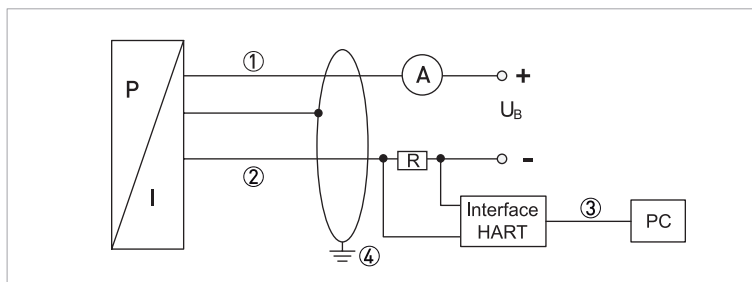 ①
A
+
P
U_B
②
R
-
I
Interface
HART
③
PC
④